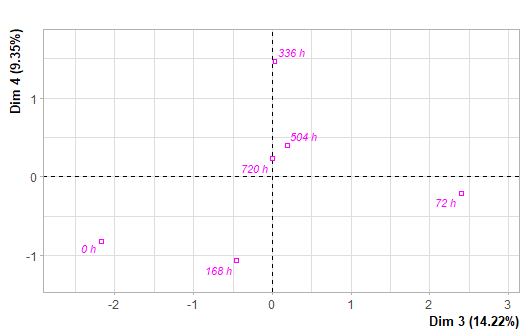 Dim 4 (9.35%)
336 h
1
504 h
720 h
0
72 h
0 h
-1
168 h
-2
-1
0
1
2
3
Dim 3 (14.22%)